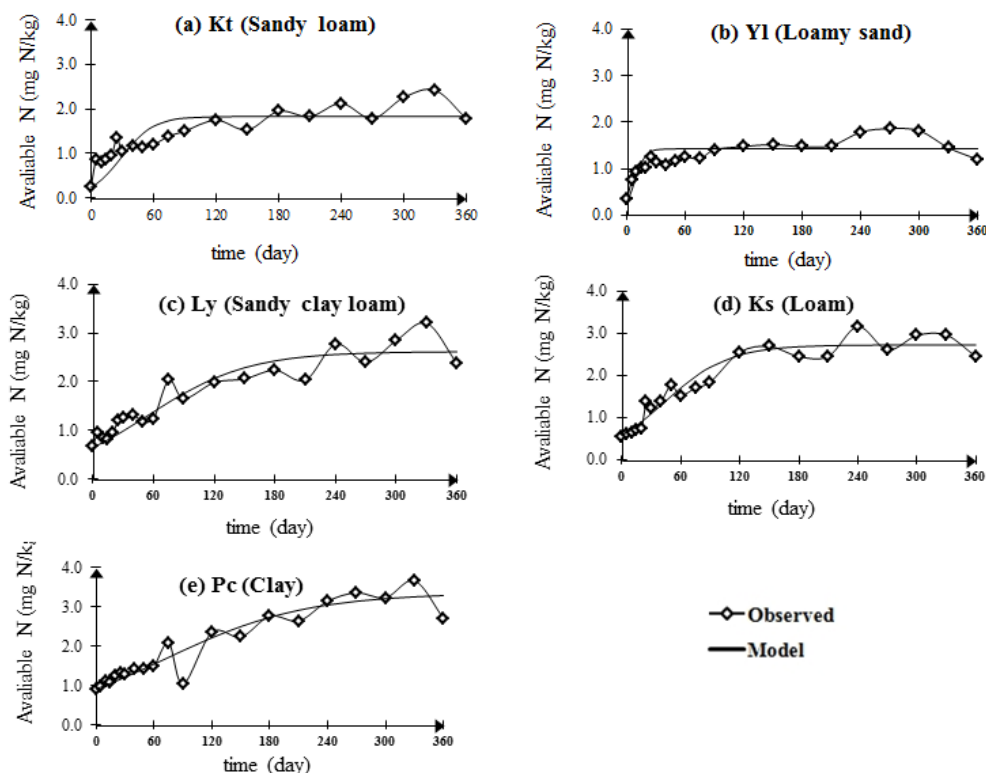 (a) Kt (Sandy loam)
Avaliable N (mg N/kg)
4.0
3.0
2.0
1.0
0.0
0 60 120 180 240 300 360
time (day)
(b) Yl (Loamy sand)
Avaliable N (mg N/kg)
4.0
3.0
2.0
1.0
0.0
0 60 120 180 240 300 360
time (day)
(c) Ly (Sandy clay loam)
Avaliable N (mg N/kg)
4.0
3.0
2.0
1.0
0.0
0 60 120 180 240 300 360
time (day)
(d) Ks (Loam)
Avaliable N (mg N/kg)
4.0
3.0
2.0
1.0
0.0
0 60 120 180 240 300 360
time (day)
(e) Pc (Clay)
Avaliable N (mg N/k
4.0
3.0
2.0
1.0
0.0
0 60 120 180 240 300 360
time (day)
Observed
Model